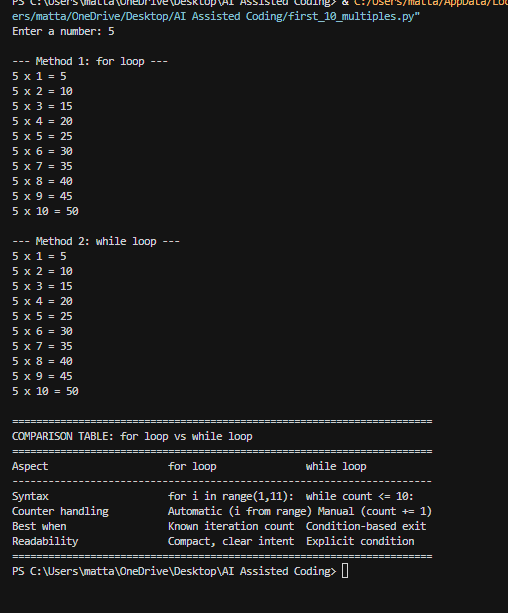 PS C:\Users\matta\OneDrive\Desktop\AI Assisted Coding> & C:/Users/matta/AppData/Loc
ers/matta/OneDrive/Desktop/AI Assisted Coding/first_10_multiples.py"
Enter a number: 5
--- Method 1: for loop ---
5 x 1 = 5
5 x 2 = 10
5 x 3 = 15
5 x 4 = 20
5 x 5 = 25
5 x 6 = 30
5 x 7 = 35
5 x 8 = 40
5 x 9 = 45
5 x 10 = 50
--- Method 2: while loop ---
5 x 1 = 5
5 x 2 = 10
5 x 3 = 15
5 x 4 = 20
5 x 5 = 25
5 x 6 = 30
5 x 7 = 35
5 x 8 = 40
5 x 9 = 45
5 x 10 = 50
======================================================================
COMPARISON TABLE: for loop vs while loop
======================================================================
Aspect                    for loop               while loop
----------------------------------------------------------------------
Syntax                    for i in range(1,11):  while count <= 10:
Counter handling          Automatic (i from range) Manual (count += 1)
Best when                 Known iteration count  Condition-based exit
Readability               Compact, clear intent  Explicit condition
======================================================================
PS C:\Users\matta\OneDrive\Desktop\AI Assisted Coding>